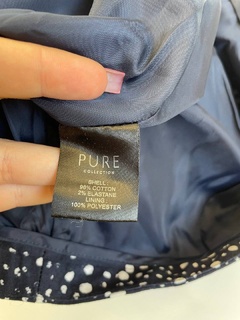 PURE
COLLECTION
SHELL
98% COTTON
2% ELASTANE
LINING
100% POLYESTER